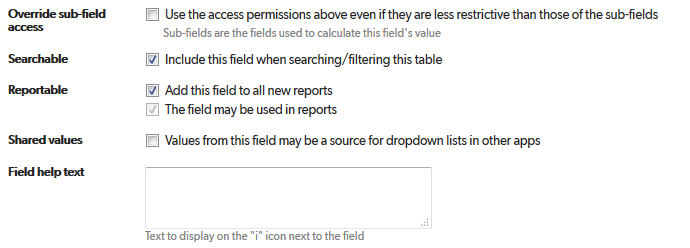 Override sub-field access
Use the access permissions above even if they are less restrictive than those of the sub-fields
Sub-fields are the fields used to calculate this field's value
Searchable
Include this field when searching/filtering this table
Reportable
Add this field to all new reports
The field may be used in reports
Shared values
Values from this field may be a source for dropdown lists in other apps
Field help text
Text to display on the "i" icon next to the field